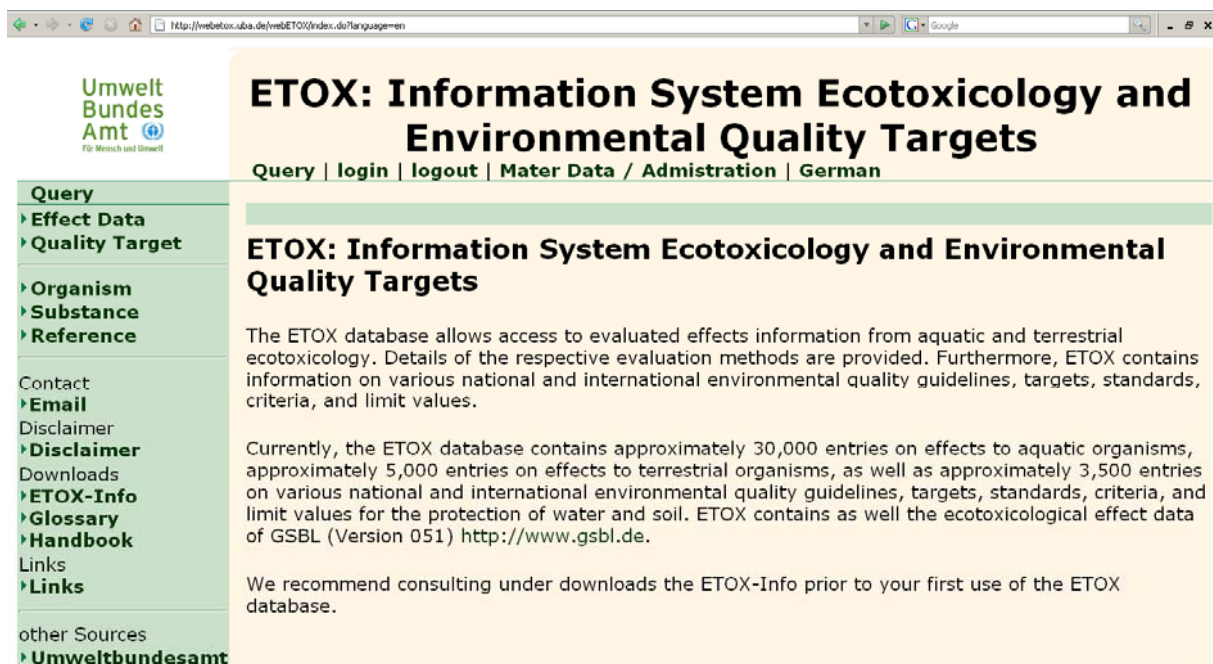 http://webetox.uba.de/webETOX/index.do?language=en
Google
Umwelt
Bundes
Amt
Für Mensch und Umwelt
ETOX: Information System Ecotoxicology and
Environmental Quality Targets
Query | login | logout | Mater Data / Admistration | German
Query
Effect Data
Quality Target
Organism
Substance
Reference
Contact
Email
Disclaimer
Disclaimer
Downloads
ETOX-Info
Glossary
Handbook
Links
Links
other Sources
Umweltbundesamt
ETOX: Information System Ecotoxicology and Environmental
Quality Targets
The ETOX database allows access to evaluated effects information from aquatic and terrestrial
ecotoxicology. Details of the respective evaluation methods are provided. Furthermore, ETOX contains
information on various national and international environmental quality guidelines, targets, standards,
criteria, and limit values.
Currently, the ETOX database contains approximately 30,000 entries on effects to aquatic organisms,
approximately 5,000 entries on effects to terrestrial organisms, as well as approximately 3,500 entries
on various national and international environmental quality guidelines, targets, standards, criteria, and
limit values for the protection of water and soil. ETOX contains as well the ecotoxicological effect data
of GSBL (Version 051) http://www.gsbl.de.
We recommend consulting under downloads the ETOX-Info prior to your first use of the ETOX
database.